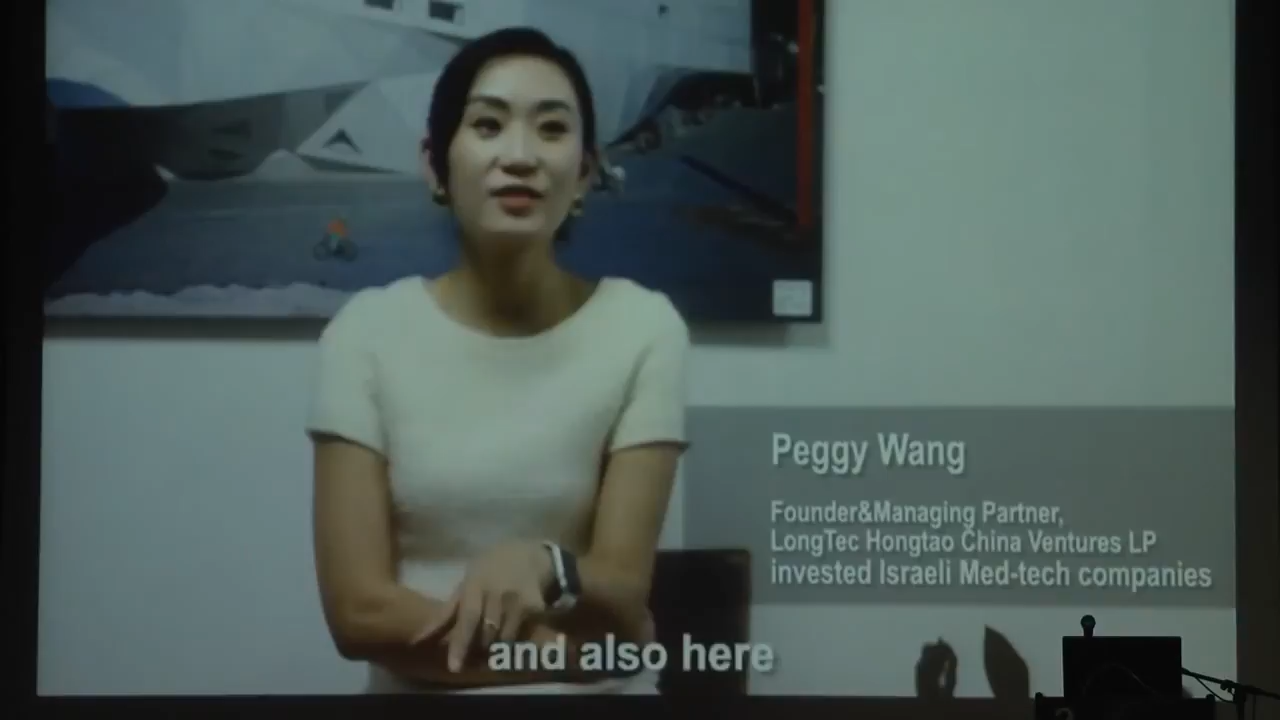 Peggy Wang
Founder&Managing Partner,
LongTec Hongtao China Ventures LP
invested Israeli Med-tech companies
and also here